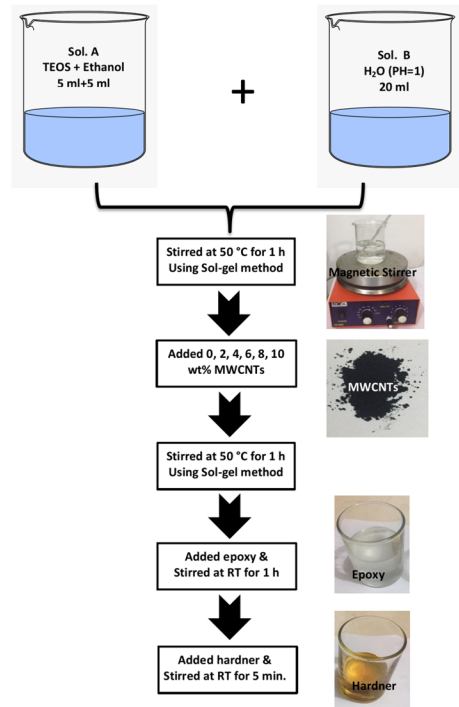 Sol. A
TEOS + Ethanol
5 ml+5 ml
+
Sol. B
H₂O (PH=1)
20 ml
Stirred at 50 °C for 1 h
Using Sol-gel method
Magnetic Stirrer
Added 0, 2, 4, 6, 8, 10
wt% MWCNTs
MWCNTs
Stirred at 50 °C for 1 h
Using Sol-gel method
Added epoxy &
Stirred at RT for 1 h
Epoxy
Added hardner &
Stirred at RT for 5 min.
Hardner